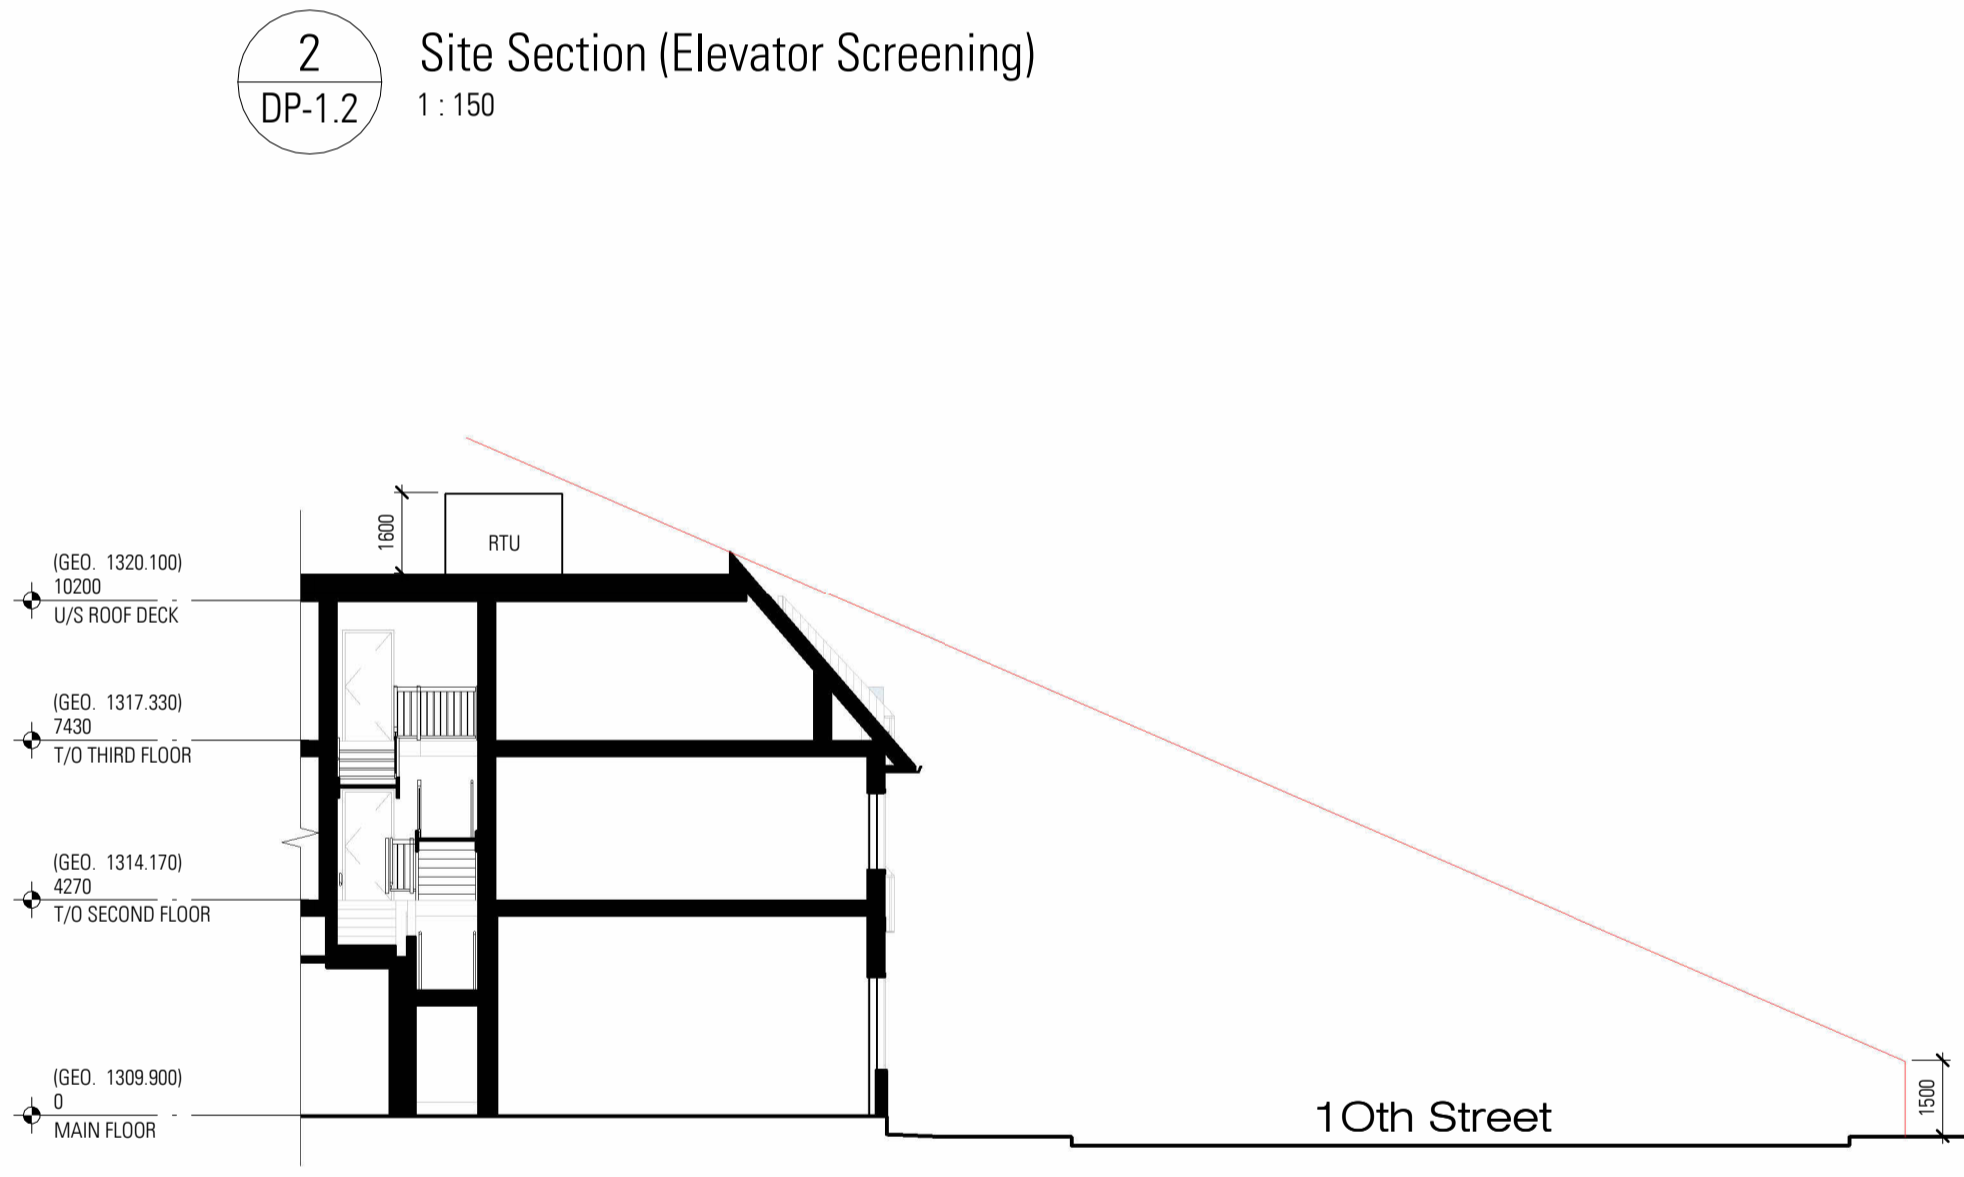 2
DP-1.2
Site Section (Elevator Screening)
1 : 150
1600
RTU
(GEO. 1320.100)
10200
U/S ROOF DECK
(GEO. 1317.330)
7430
T/O THIRD FLOOR
(GEO. 1314.170)
4270
T/O SECOND FLOOR
(GEO. 1309.900)
0
MAIN FLOOR
10th Street
1500